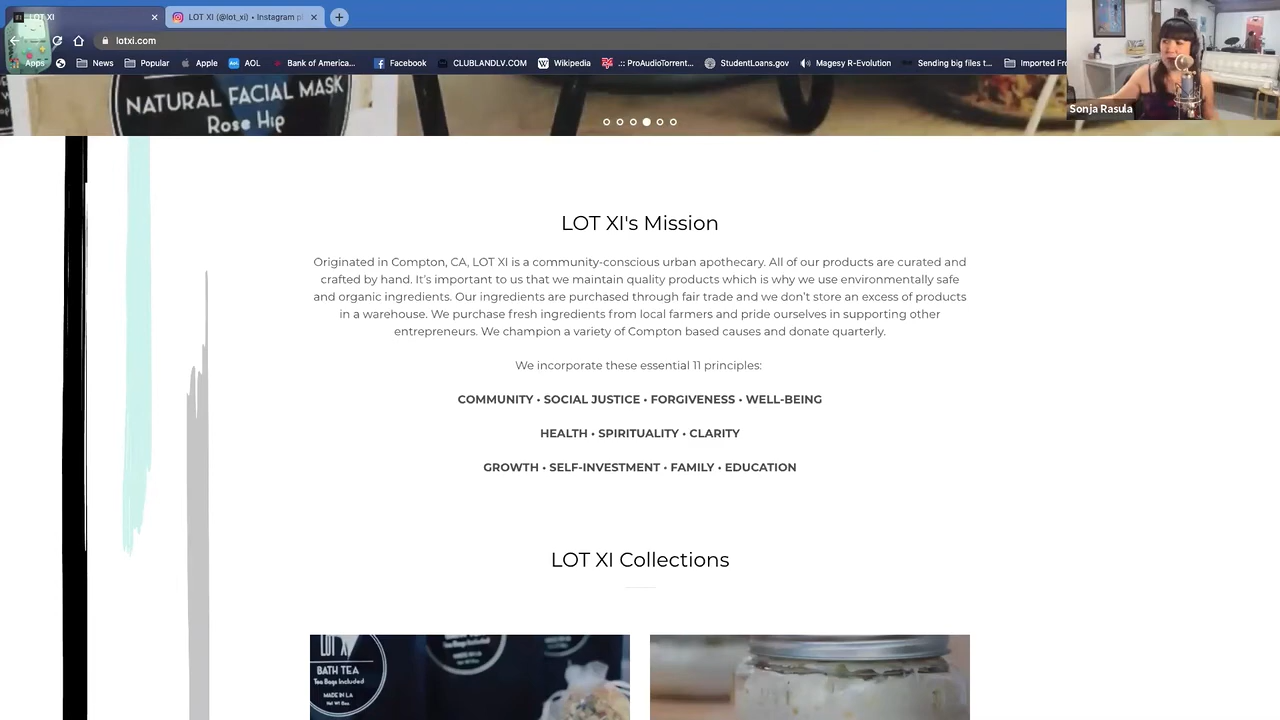 LOT XI
LOT XI (@lot_xi) • Instagram p
lotxi.com
Apps
News
Popular
Apple
AOL
Bank of America...
Facebook
CLUBLANDLV.COM
Wikipedia
.:: ProAudioTorrent...
StudentLoans.gov
Magesy R-Evolution
Sending big files t...
Imported Fro
Sonja Rasula
NATURAL FACIAL MASK
Rose Hip
LOT XI's Mission
Originated in Compton, CA, LOT XI is a community-conscious urban apothecary. All of our products are curated and
crafted by hand. It's important to us that we maintain quality products which is why we use environmentally safe
and organic ingredients. Our ingredients are purchased through fair trade and we don't store an excess of products
in a warehouse. We purchase fresh ingredients from local farmers and pride ourselves in supporting other
entrepreneurs. We champion a variety of Compton based causes and donate quarterly.
We incorporate these essential 11 principles:
COMMUNITY • SOCIAL JUSTICE • FORGIVENESS • WELL-BEING
HEALTH • SPIRITUALITY • CLARITY
GROWTH • SELF-INVESTMENT • FAMILY • EDUCATION
LOT XI Collections
LOT XI
BATH TEA
Tea Bags Included
MADE IN LA
Net Wt 8oz